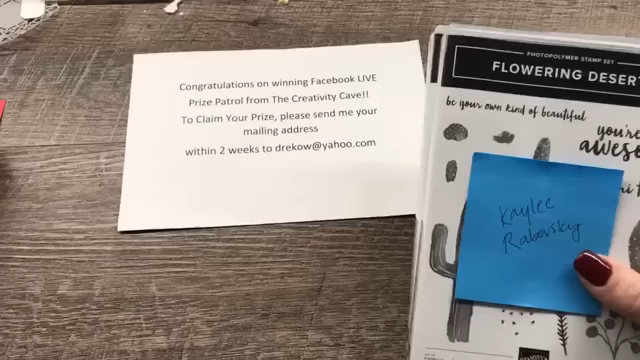 Congratulations on winning Facebook LIVE
Prize Patrol from The Creativity Cave!!
To Claim Your Prize, please send me your
mailing address
within 2 weeks to drekow@yahoo.com
PHOTOPOLYMER STAMP SET
FLOWERING DESERT
be your own kind of beautiful
you're
awesome
Kaylee
Rabovsky